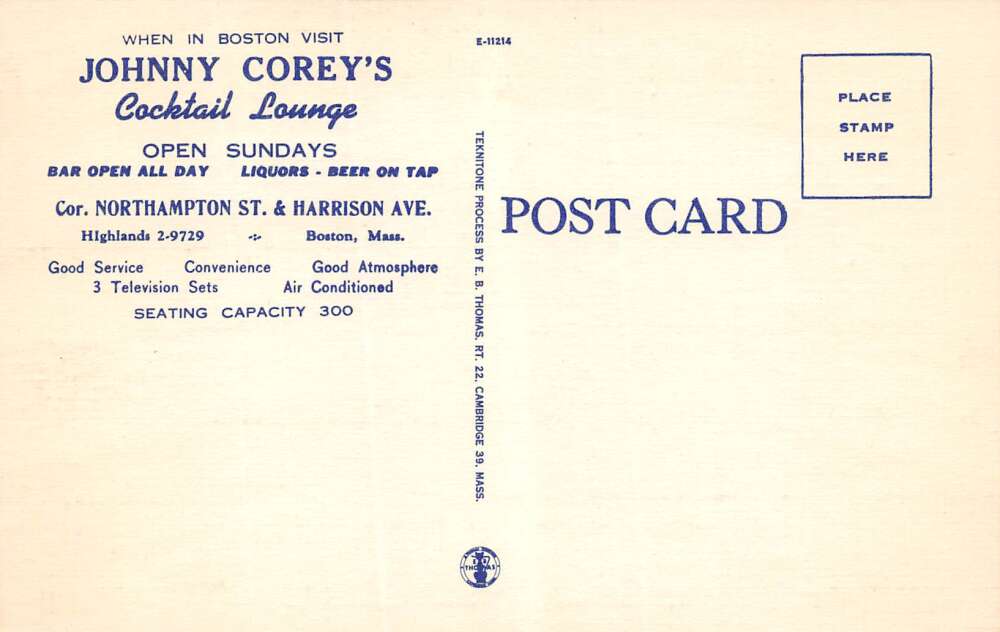 WHEN IN BOSTON VISIT
JOHNNY COREY'S
Cocktail Lounge
OPEN SUNDAYS
BAR OPEN ALL DAY LIQUORS - BEER ON TAP
Cor. NORTHAMPTON ST. & HARRISON AVE.
HIghlands 2-9729 -:- Boston, Mass.
Good Service Convenience Good Atmosphere
3 Television Sets Air Conditioned
SEATING CAPACITY 300
E-11214
TEKNITONE PROCESS BY E. B. THOMAS, RT. 22, CAMBRIDGE 39, MASS.
E B
THOMAS
POST CARD
PLACE
STAMP
HERE